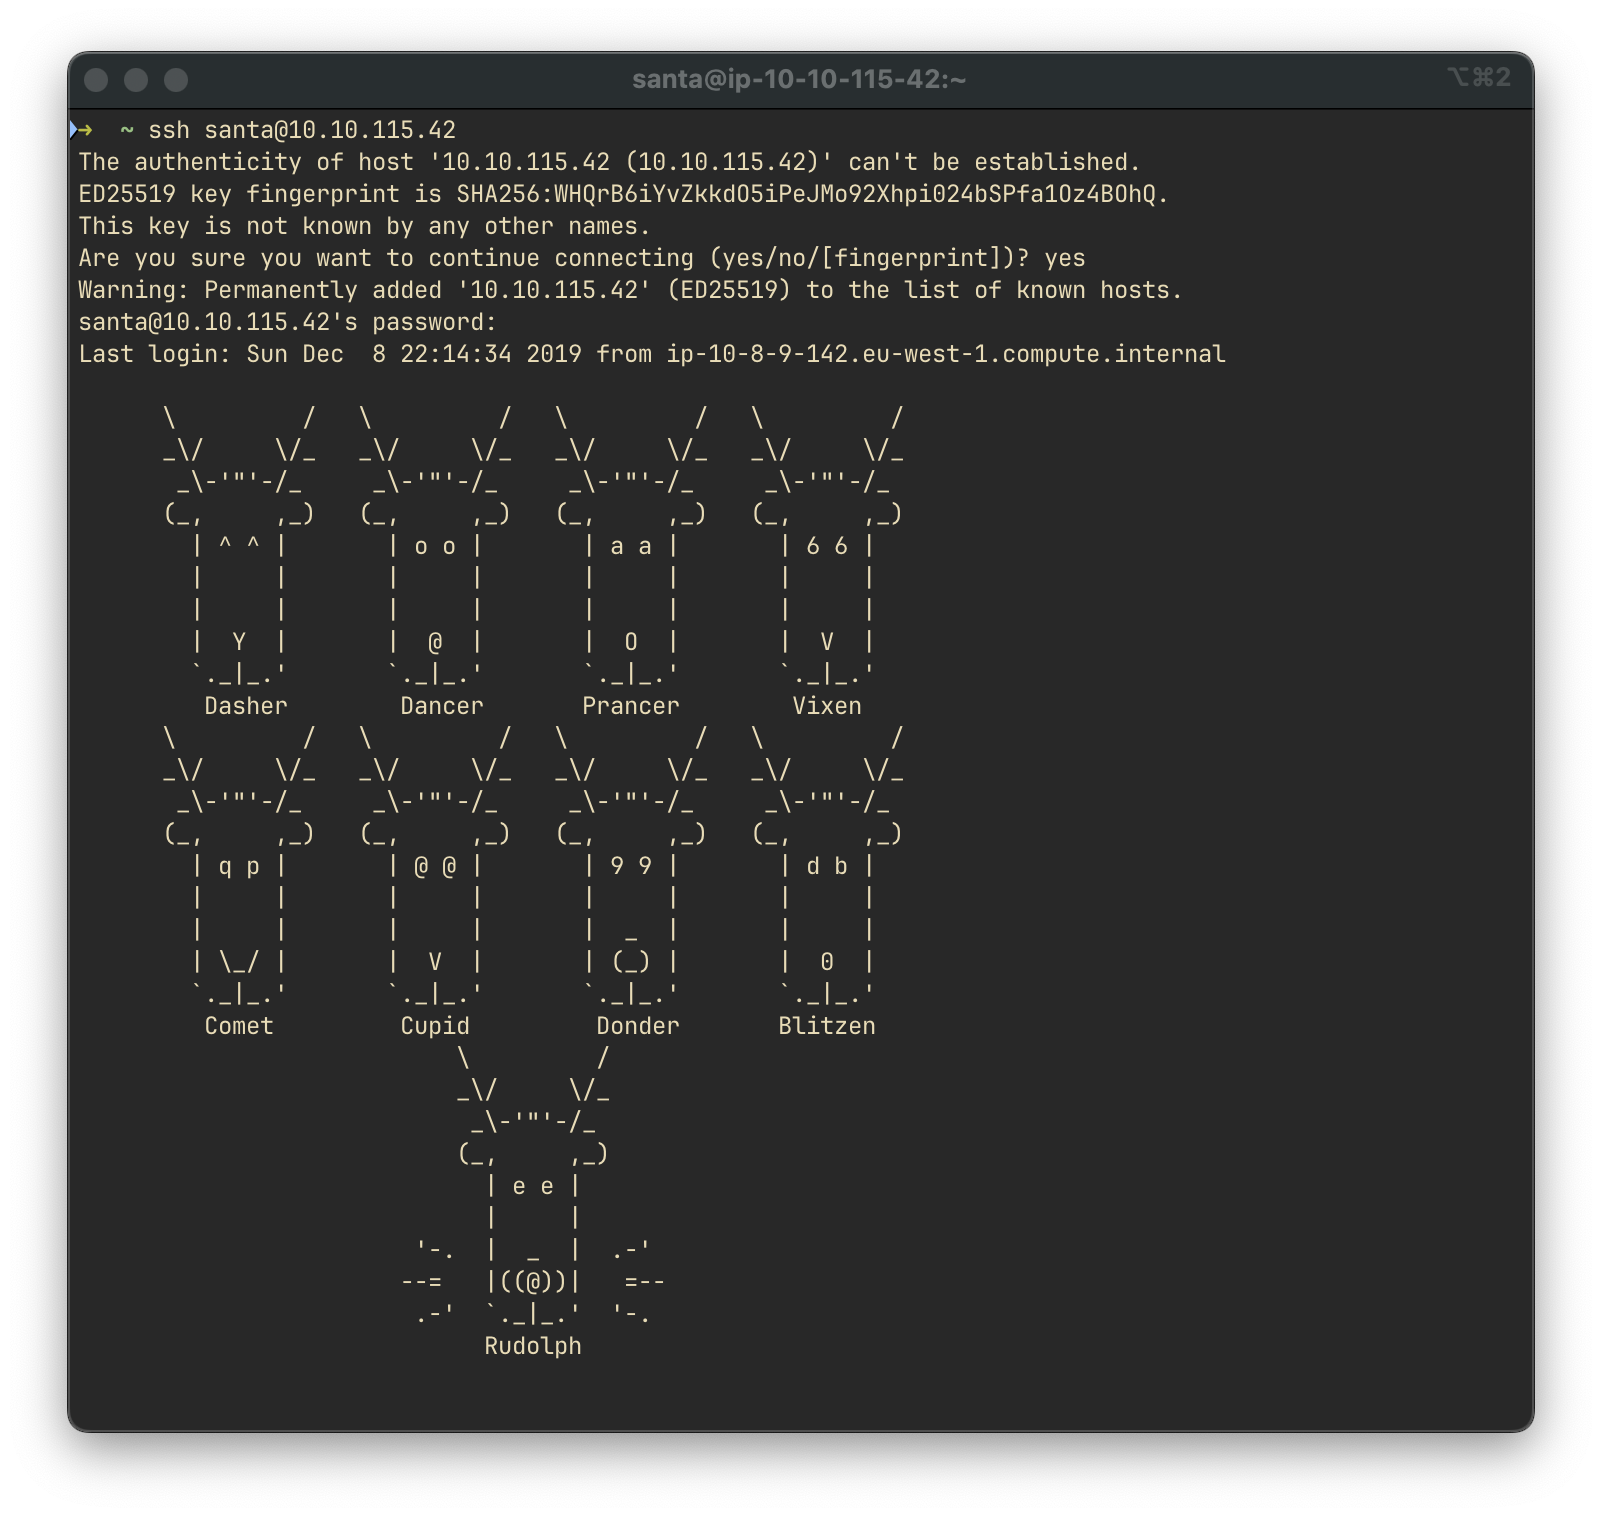 santa@ip-10-10-115-42:~ ⌥⌘2
➜  ~ ssh santa@10.10.115.42
The authenticity of host '10.10.115.42 (10.10.115.42)' can't be established.
ED25519 key fingerprint is SHA256:WHQrB6iYvZkkdO5iPeJMo92Xhpi024bSPfa1Oz4BOhQ.
This key is not known by any other names.
Are you sure you want to continue connecting (yes/no/[fingerprint])? yes
Warning: Permanently added '10.10.115.42' (ED25519) to the list of known hosts.
santa@10.10.115.42's password:
Last login: Sun Dec  8 22:14:34 2019 from ip-10-8-9-142.eu-west-1.compute.internal
Dasher Dancer Prancer Vixen
Comet Cupid Donder Blitzen
Rudolph